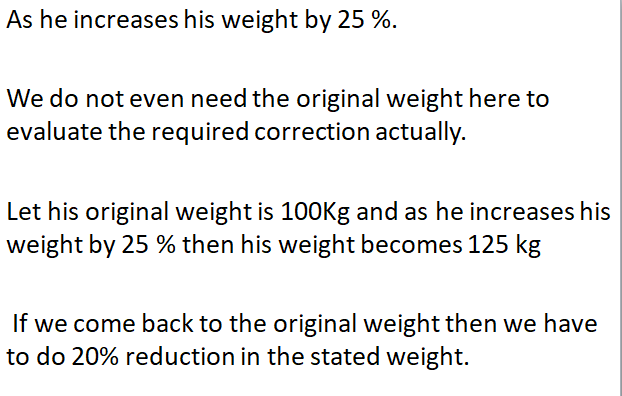 As he increases his weight by 25 %.
We do not even need the original weight here to
evaluate the required correction actually.
Let his original weight is 100Kg and as he increases his
weight by 25 % then his weight becomes 125 kg
If we come back to the original weight then we have
to do 20% reduction in the stated weight.